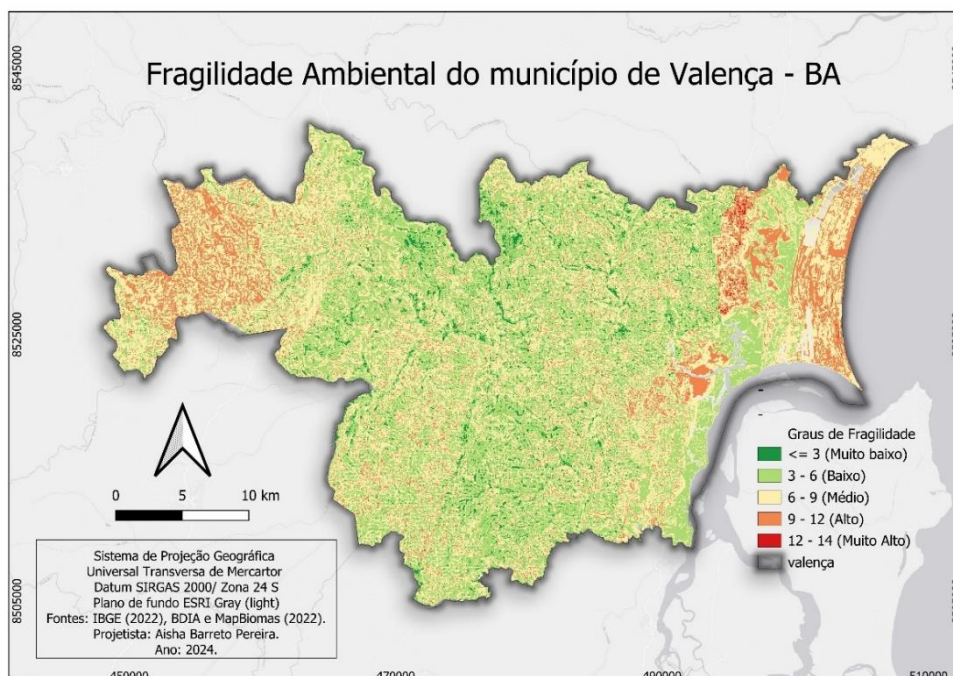 Fragilidade Ambiental do município de Valença - BA
8545000
8525000
8505000
0 5 10 km
Graus de Fragilidade
<= 3 (Muito baixo)
3 - 6 (Baixo)
6 - 9 (Médio)
9 - 12 (Alto)
12 - 14 (Muito Alto)
valença
Sistema de Projeção Geográfica
Universal Transversa de Mercartor
Datum SIRGAS 2000/ Zona 24 S
Plano de fundo ESRI Gray (light)
Fontes: IBGE (2022), BDIA e MapBiomas (2022).
Projetista: Aisha Barreto Pereira.
Ano: 2024.
450000 470000 490000 510000